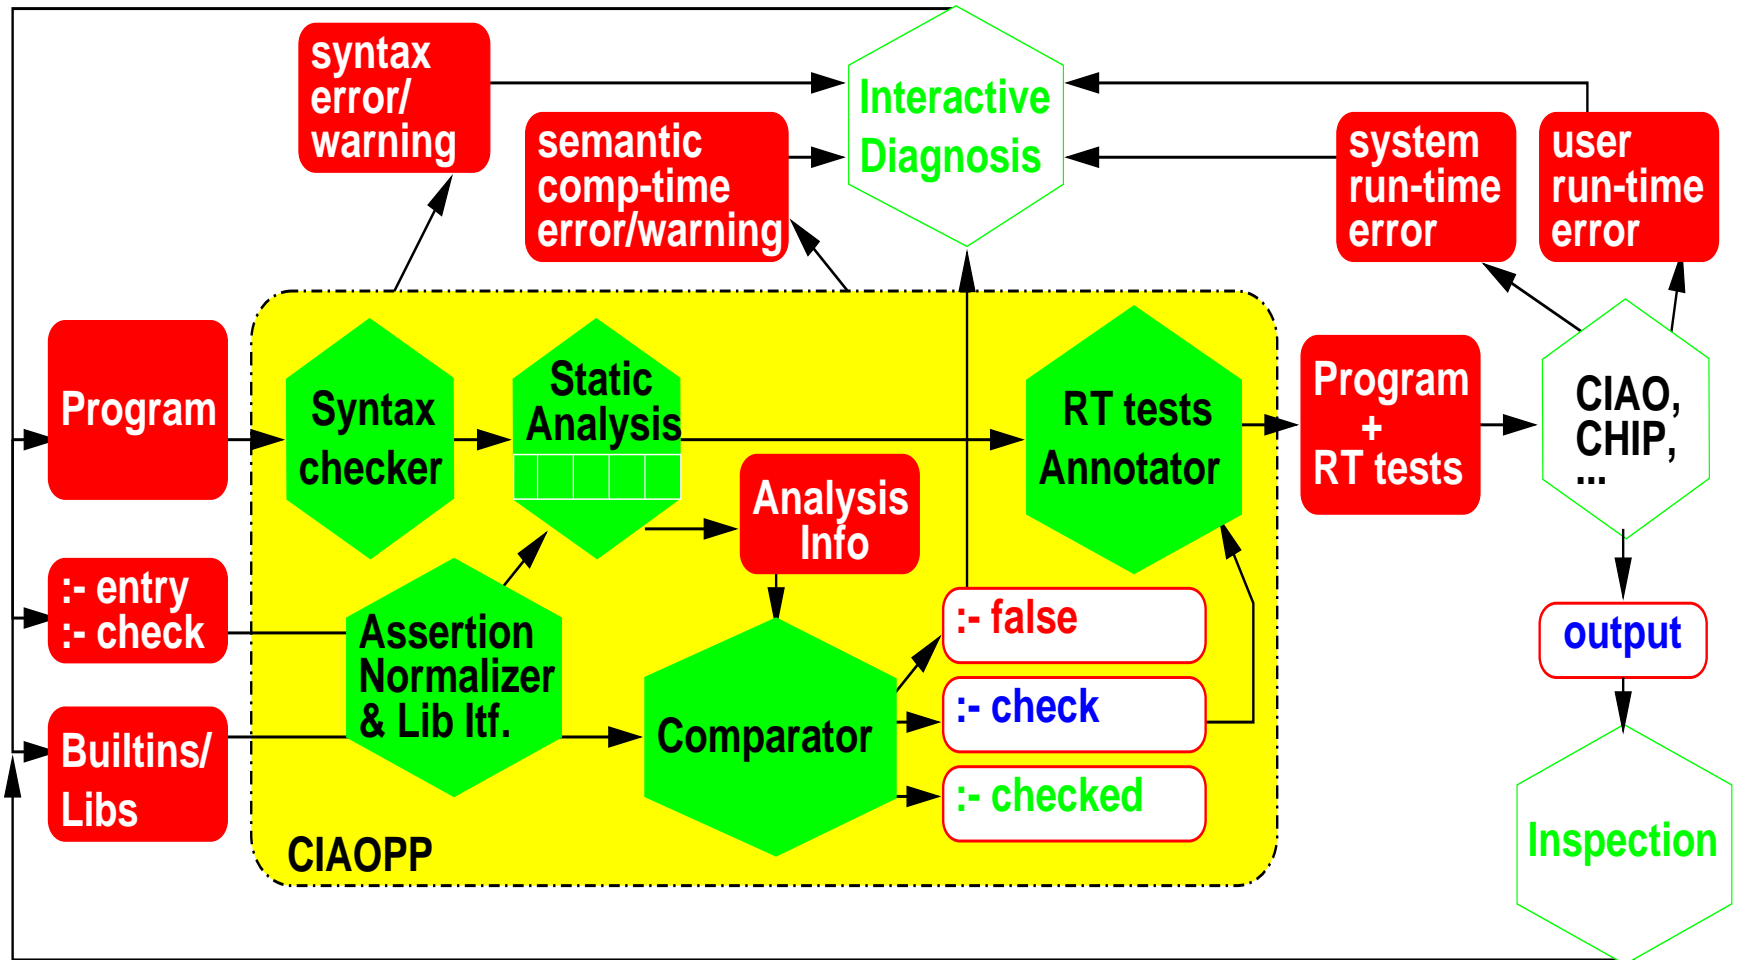 syntax
error/
warning
semantic
comp-time
error/warning
Interactive
Diagnosis
system
run-time
error
user
run-time
error
Program
Syntax
checker
Static
Analysis
RT tests
Annotator
Program
+
RT tests
CIAO,
CHIP,
...
Analysis
Info
:- entry
:- check
Assertion
Normalizer
& Lib Itf.
Builtins/
Libs
Comparator
:- false
:- check
:- checked
output
Inspection
CIAOPP